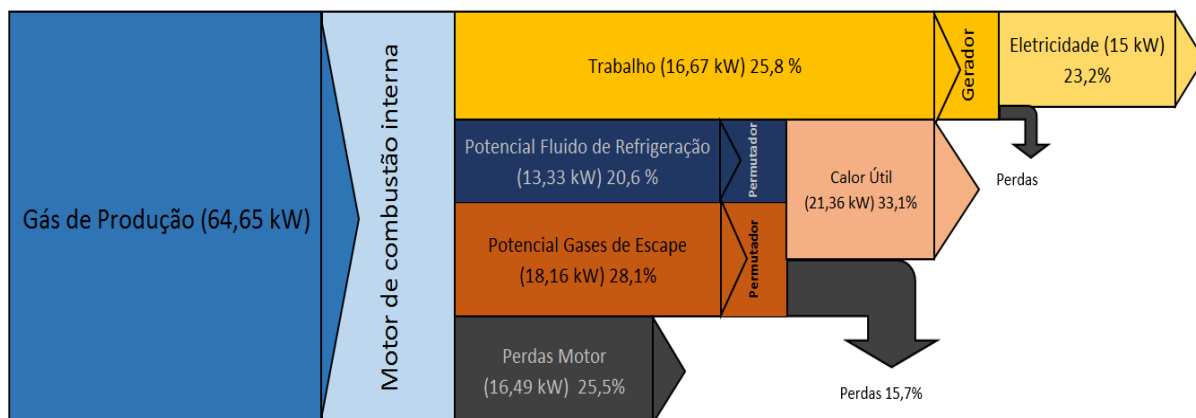 Gás de Produção (64,65 kW)
Motor de combustão interna
Trabalho (16,67 kW) 25,8 %
Gerador
Eletricidade (15 kW)
23,2%
Perdas
Potencial Fluido de Refrigeração
(13,33 kW) 20,6 %
Permutador
Calor Útil
(21,36 kW) 33,1%
Potencial Gases de Escape
(18,16 kW) 28,1%
Permutador
Perdas Motor
(16,49 kW) 25,5%
Perdas 15,7%